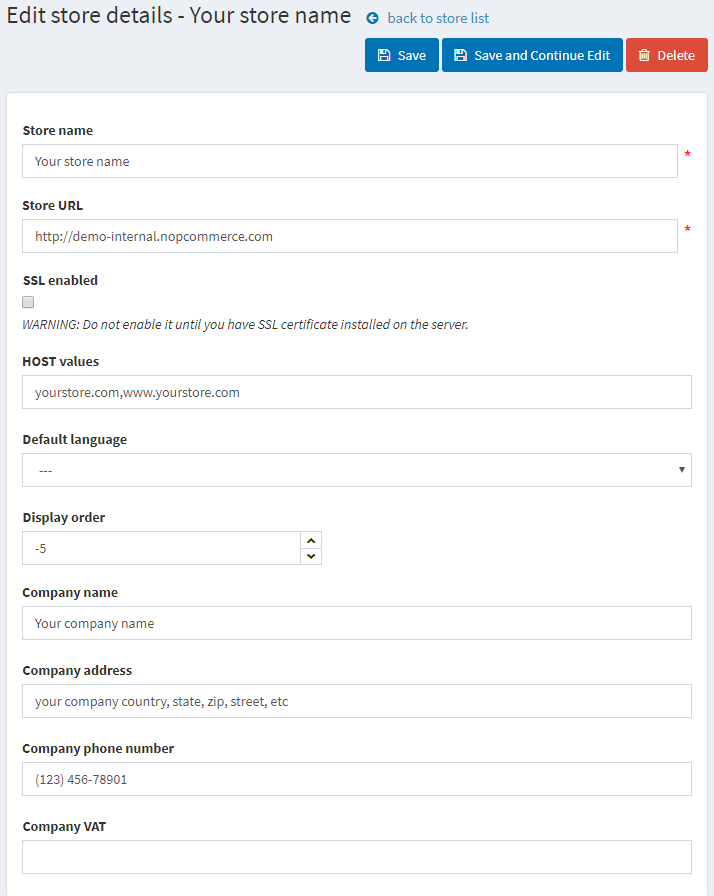 Edit store details - Your store name back to store list
Save Save and Continue Edit Delete
Store name
Your store name *
Store URL
http://demo-internal.nopcommerce.com *
SSL enabled
WARNING: Do not enable it until you have SSL certificate installed on the server.
HOST values
yourstore.com,www.yourstore.com
Default language
---
Display order
-5
Company name
Your company name
Company address
your company country, state, zip, street, etc
Company phone number
(123) 456-78901
Company VAT